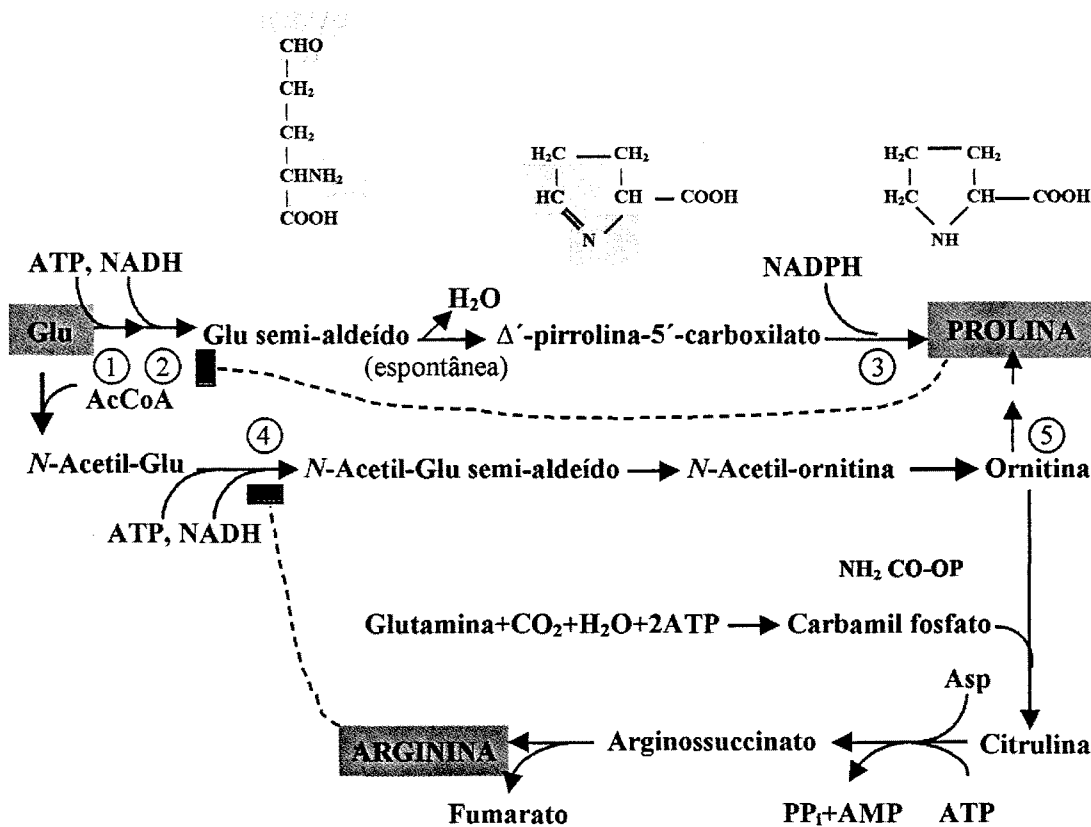 CHO
CH₂
CH₂
CHNH₂
COOH
H₂C CH₂
HC CH COOH
N
H₂C CH₂
H₂C CH COOH
NH
ATP, NADH
H₂O
NADPH
Glu Glu semi-aldeído Δ´-pirrolina-5´-carboxilato PROLINA
(espontânea)
1 2 3
AcCoA
4 5
N-Acetil-Glu N-Acetil-Glu semi-aldeído N-Acetil-ornitina Ornitina
ATP, NADH
NH₂ CO-OP
Glutamina+CO₂+H₂O+2ATP Carbamil fosfato
Asp
ARGININA Arginossuccinato Citrulina
Fumarato PPᵢ+AMP ATP